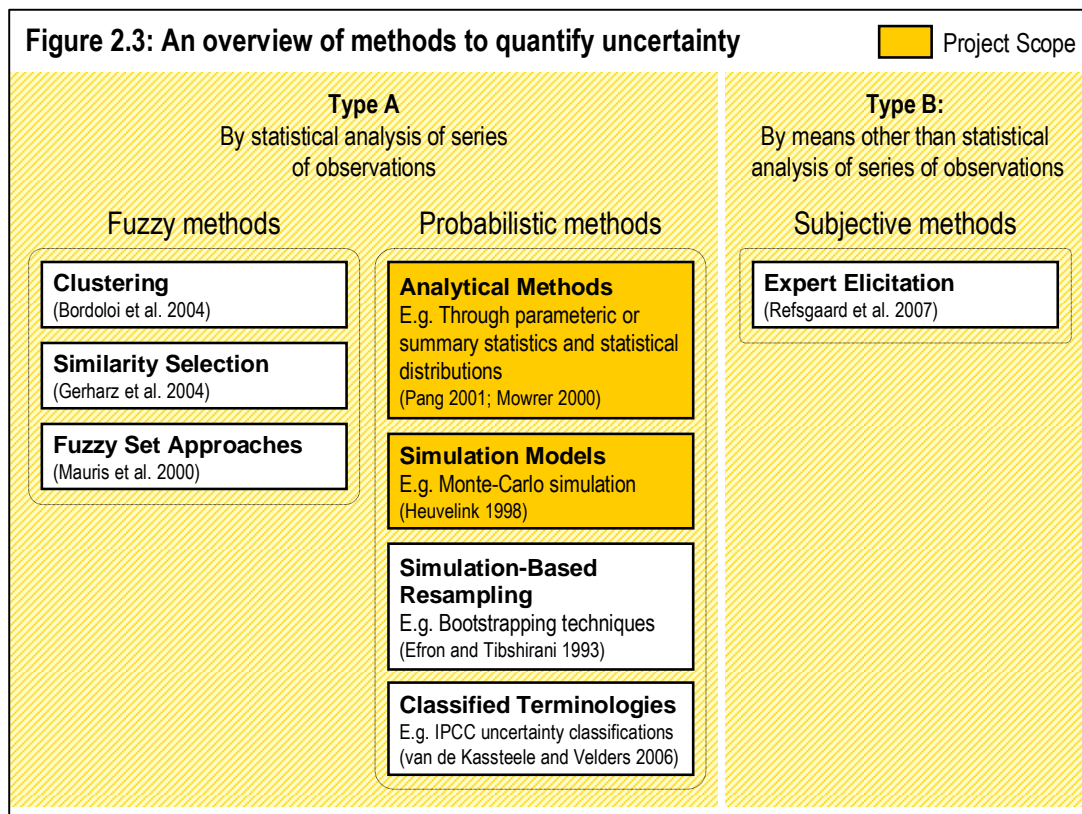 Figure 2.3: An overview of methods to quantify uncertainty
Project Scope
Type A
By statistical analysis of series
of observations
Fuzzy methods
Clustering
(Bordoloi et al. 2004)
Similarity Selection
(Gerharz et al. 2004)
Fuzzy Set Approaches
(Mauris et al. 2000)
Probabilistic methods
Analytical Methods
E.g. Through parameteric or
summary statistics and statistical
distributions
(Pang 2001; Mowrer 2000)
Simulation Models
E.g. Monte-Carlo simulation
(Heuvelink 1998)
Simulation-Based
Resampling
E.g. Bootstrapping techniques
(Efron and Tibshirani 1993)
Classified Terminologies
E.g. IPCC uncertainty classifications
(van de Kassteele and Velders 2006)
Type B:
By means other than statistical
analysis of series of observations
Subjective methods
Expert Elicitation
(Refsgaard et al. 2007)